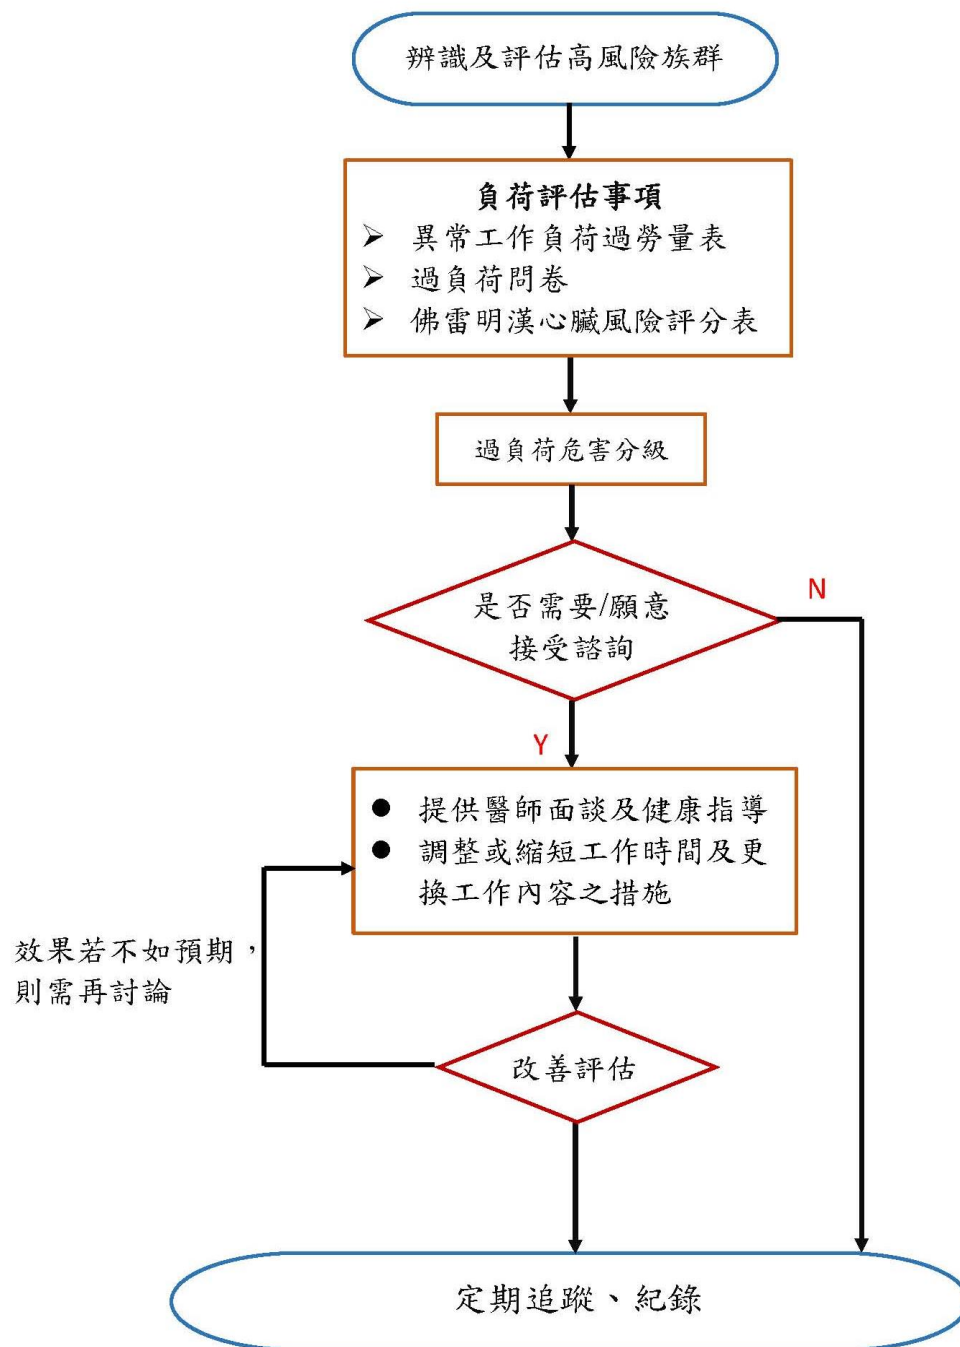 辨識及評估高風險族群
負荷評估事項
➢ 異常工作負荷過勞量表
➢ 過負荷問卷
➢ 佛雷明漢心臟風險評分表
過負荷危害分級
是否需要/願意
接受諮詢
N
Y
● 提供醫師面談及健康指導
● 調整或縮短工作時間及更
換工作內容之措施
效果若不如預期，
則需再討論
改善評估
定期追蹤、紀錄